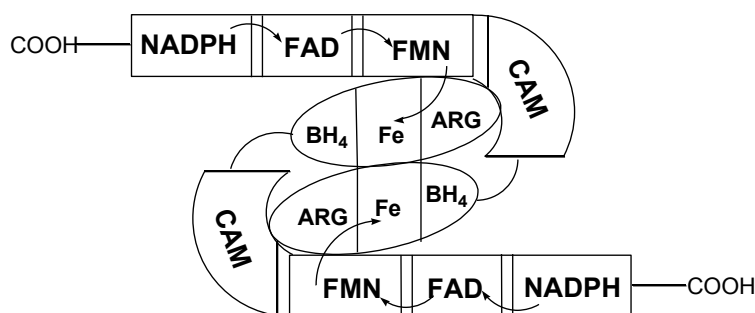 COOH NADPH FAD FMN CAM
BH4 Fe ARG
ARG Fe BH4
CAM
FMN FAD NADPH COOH